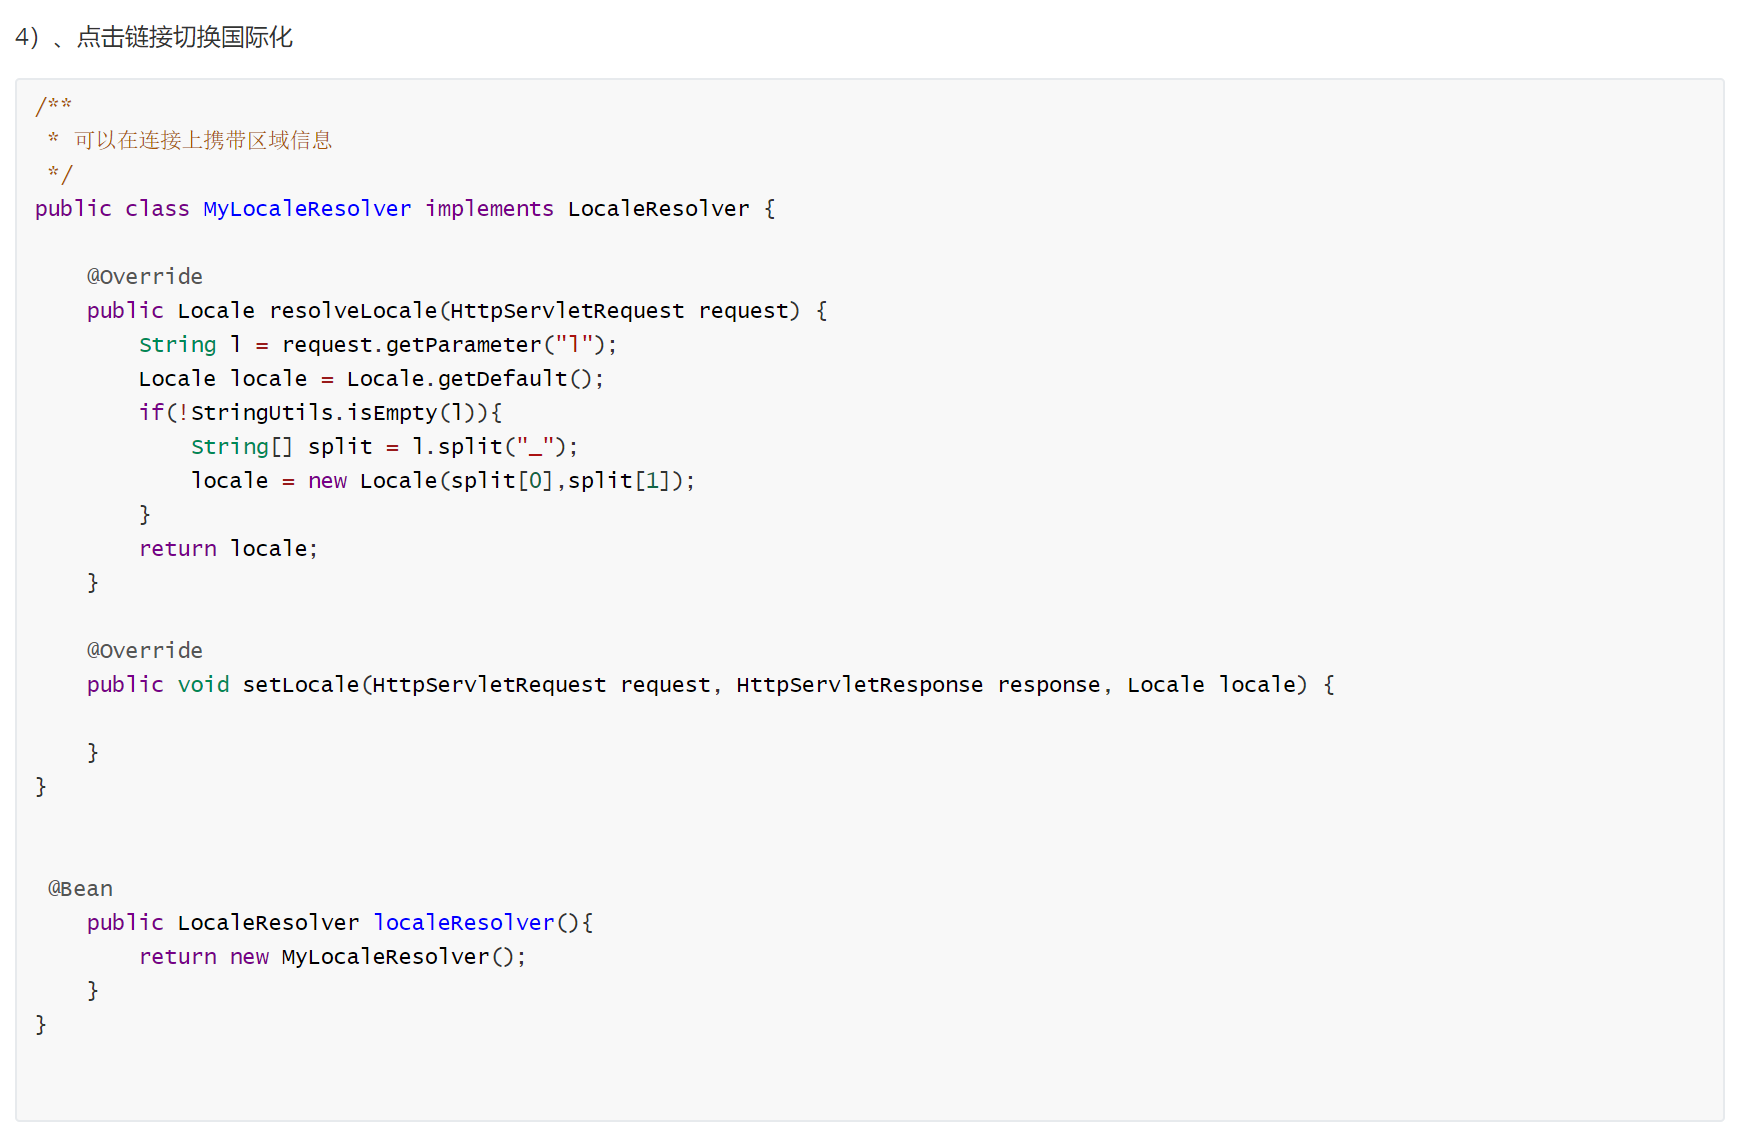 4）、点击链接切换国际化
/**
 * 可以在连接上携带区域信息
 */
public class MyLocaleResolver implements LocaleResolver {
    @Override
    public Locale resolveLocale(HttpServletRequest request) {
        String l = request.getParameter("l");
        Locale locale = Locale.getDefault();
        if(!StringUtils.isEmpty(l)){
            String[] split = l.split("_");
            locale = new Locale(split[0],split[1]);
        }
        return locale;
    }
    @Override
    public void setLocale(HttpServletRequest request, HttpServletResponse response, Locale locale) {
    }
}
 @Bean
    public LocaleResolver localeResolver(){
        return new MyLocaleResolver();
    }
}